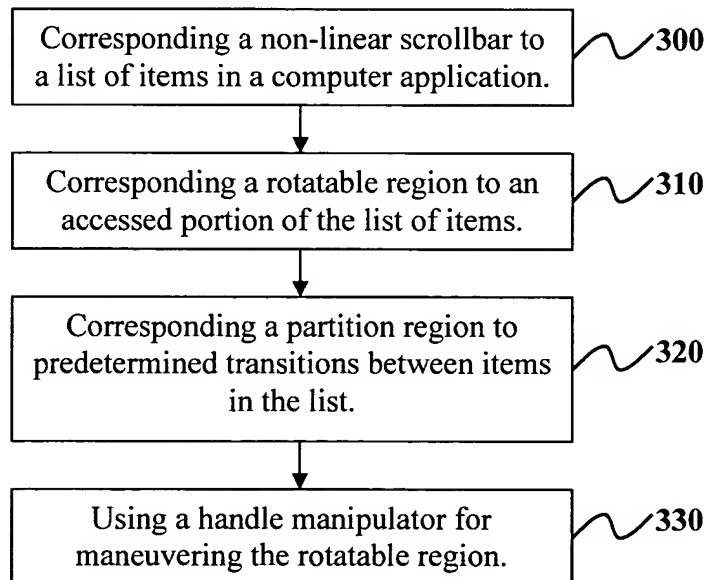 Corresponding a non-linear scrollbar to
a list of items in a computer application.
300
Corresponding a rotatable region to an
accessed portion of the list of items.
310
Corresponding a partition region to
predetermined transitions between items
in the list.
320
Using a handle manipulator for
maneuvering the rotatable region.
330